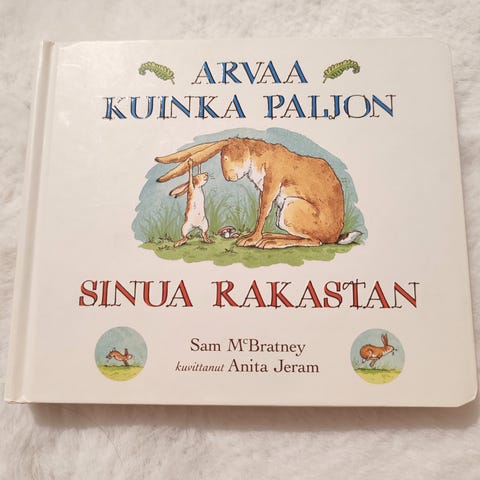 ARVAA
KUINKA PALJON
SINUA RAKASTAN
Sam McBratney
kuvittanut Anita Jeram